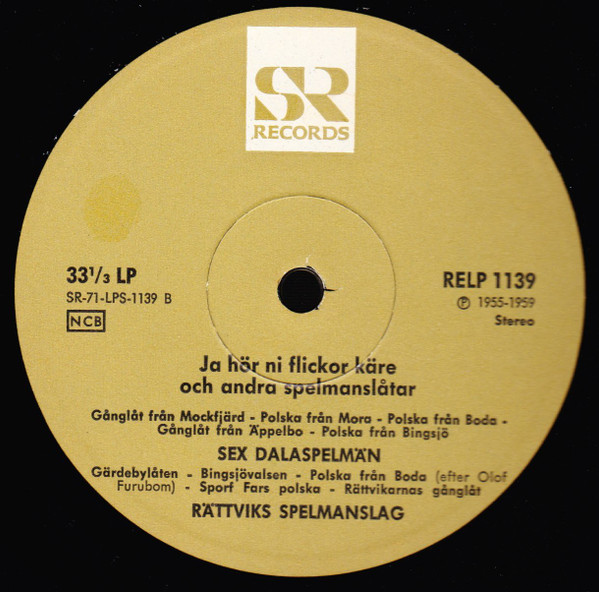 SR
RECORDS
33¹/₃ LP
SR-71-LPS-1139 B
NCB
RELP 1139
Ⓟ 1955-1959
Stereo
Ja hör ni flickor käre
och andra spelmanslåtar
Gånglåt från Mockfjärd - Polska från Mora - Polska från Boda -
Gånglåt från Äppelbo - Polska från Bingsjö
SEX DALASPELMÄN
Gärdebylåten - Bingsjövalsen - Polska från Boda (efter Olof
Furubom) - Sporf Fars polska - Rättvikarnas gånglåt
RÄTTVIKS SPELMANSLAG